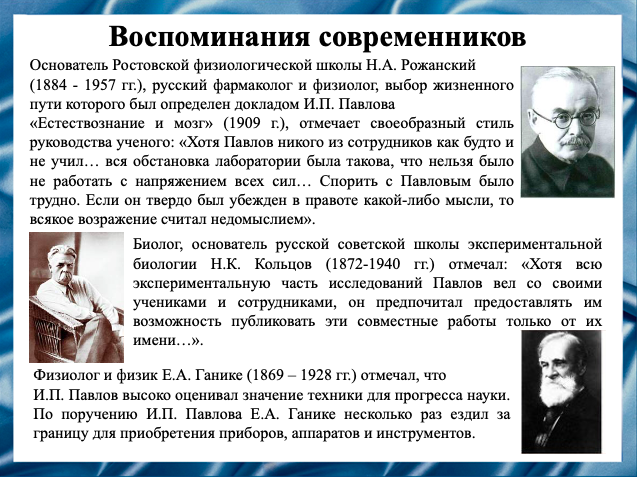 Воспоминания современников
Основатель Ростовской физиологической школы Н.А. Рожанский
(1884 - 1957 гг.), русский фармаколог и физиолог, выбор жизненного
пути которого был определен докладом И.П. Павлова
«Естествознание и мозг» (1909 г.), отмечает своеобразный стиль
руководства ученого: «Хотя Павлов никого из сотрудников как будто и
не учил… вся обстановка лаборатории была такова, что нельзя было
не работать с напряжением всех сил… Спорить с Павловым было
трудно. Если он твердо был убежден в правоте какой-либо мысли, то
всякое возражение считал недомыслием».
Биолог, основатель русской советской школы экспериментальной
биологии Н.К. Кольцов (1872-1940 гг.) отмечал: «Хотя всю
экспериментальную часть исследований Павлов вел со своими
учениками и сотрудниками, он предпочитал предоставлять им
возможность публиковать эти совместные работы только от их
имени…».
Физиолог и физик Е.А. Ганике (1869 – 1928 гг.) отмечал, что
И.П. Павлов высоко оценивал значение техники для прогресса науки.
По поручению И.П. Павлова Е.А. Ганике несколько раз ездил за
границу для приобретения приборов, аппаратов и инструментов.